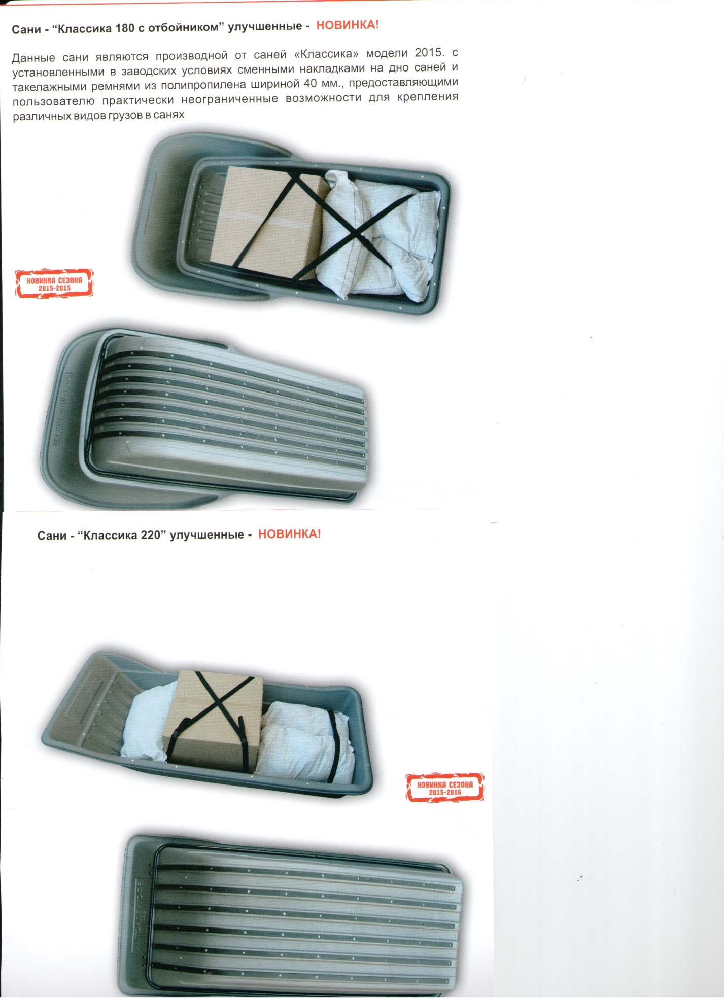 Сани - “Классика 180 с отбойником” улучшенные - НОВИНКА!
Данные сани являются производной от саней «Классика» модели 2015. с
установленными в заводских условиях сменными накладками на дно саней и
такелажными ремнями из полипропилена шириной 40 мм., предоставляющими
пользователю практически неограниченные возможности для крепления
различных видов грузов в санях
НОВИНКА СЕЗОНА
2015-2015
Сани - “Классика 220” улучшенные - НОВИНКА!
НОВИНКА СЕЗОНА
2015-2016